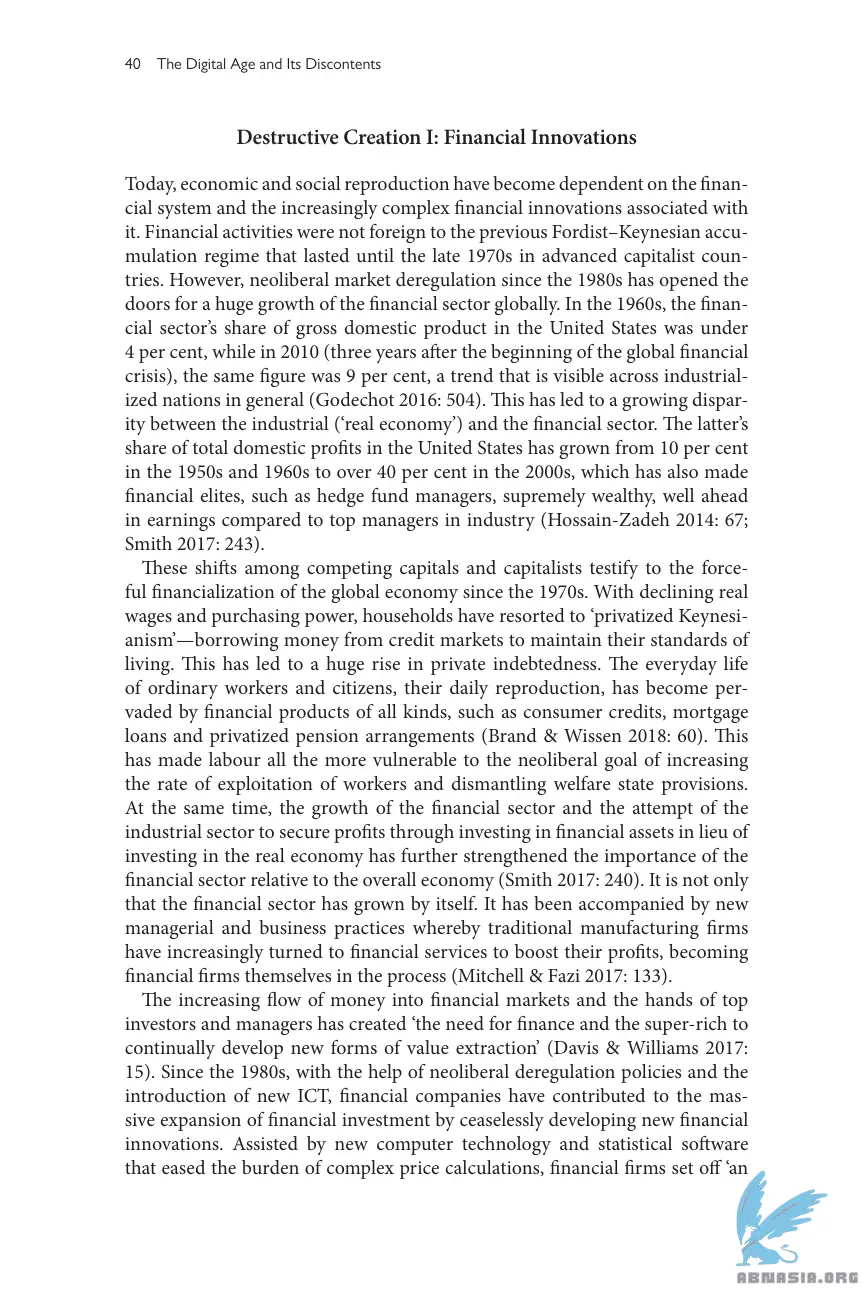 40 The Digital Age and Its Discontents
Destructive Creation I: Financial Innovations
Today, economic and social reproduction have become dependent on the finan-
cial system and the increasingly complex financial innovations associated with
it. Financial activities were not foreign to the previous Fordist–Keynesian accu-
mulation regime that lasted until the late 1970s in advanced capitalist coun-
tries. However, neoliberal market deregulation since the 1980s has opened the
doors for a huge growth of the financial sector globally. In the 1960s, the finan-
cial sector’s share of gross domestic product in the United States was under
4 per cent, while in 2010 (three years after the beginning of the global financial
crisis), the same figure was 9 per cent, a trend that is visible across industrial-
ized nations in general (Godechot 2016: 504). This has led to a growing dispar-
ity between the industrial (‘real economy’) and the financial sector. The latter’s
share of total domestic profits in the United States has grown from 10 per cent
in the 1950s and 1960s to over 40 per cent in the 2000s, which has also made
financial elites, such as hedge fund managers, supremely wealthy, well ahead
in earnings compared to top managers in industry (Hossain-Zadeh 2014: 67;
Smith 2017: 243).
These shifts among competing capitals and capitalists testify to the force-
ful financialization of the global economy since the 1970s. With declining real
wages and purchasing power, households have resorted to ‘privatized Keynesi-
anism’—borrowing money from credit markets to maintain their standards of
living. This has led to a huge rise in private indebtedness. The everyday life
of ordinary workers and citizens, their daily reproduction, has become per-
vaded by financial products of all kinds, such as consumer credits, mortgage
loans and privatized pension arrangements (Brand & Wissen 2018: 60). This
has made labour all the more vulnerable to the neoliberal goal of increasing
the rate of exploitation of workers and dismantling welfare state provisions.
At the same time, the growth of the financial sector and the attempt of the
industrial sector to secure profits through investing in financial assets in lieu of
investing in the real economy has further strengthened the importance of the
financial sector relative to the overall economy (Smith 2017: 240). It is not only
that the financial sector has grown by itself. It has been accompanied by new
managerial and business practices whereby traditional manufacturing firms
have increasingly turned to financial services to boost their profits, becoming
financial firms themselves in the process (Mitchell & Fazi 2017: 133).
The increasing flow of money into financial markets and the hands of top
investors and managers has created ‘the need for finance and the super-rich to
continually develop new forms of value extraction’ (Davis & Williams 2017:
15). Since the 1980s, with the help of neoliberal deregulation policies and the
introduction of new ICT, financial companies have contributed to the mas-
sive expansion of financial investment by ceaselessly developing new financial
innovations. Assisted by new computer technology and statistical software
that eased the burden of complex price calculations, financial firms set off ‘an
ABNASIA.ORG